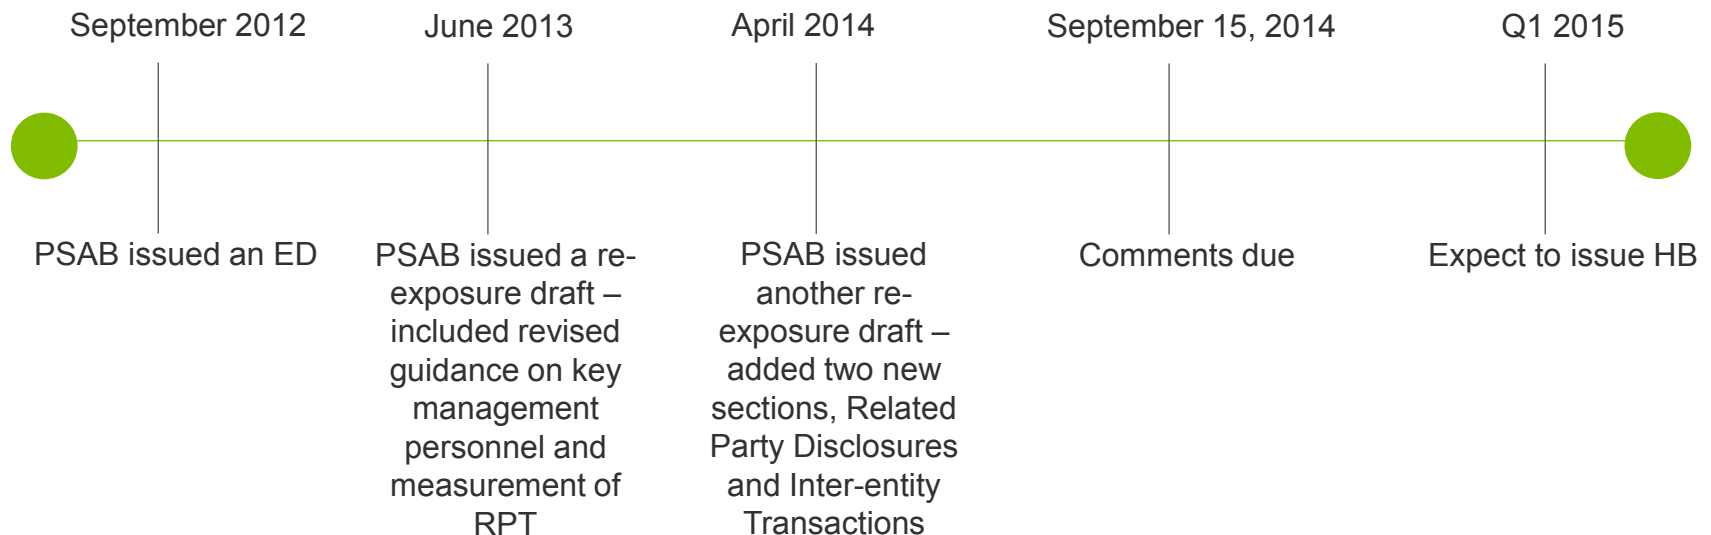 September 2012
June 2013
April 2014
September 15, 2014
Q1 2015
PSAB issued an ED
PSAB issued a re-
exposure draft –
included revised
guidance on key
management
personnel and
measurement of
RPT
PSAB issued
another re-
exposure draft –
added two new
sections, Related
Party Disclosures
and Inter-entity
Transactions
Comments due
Expect to issue HB